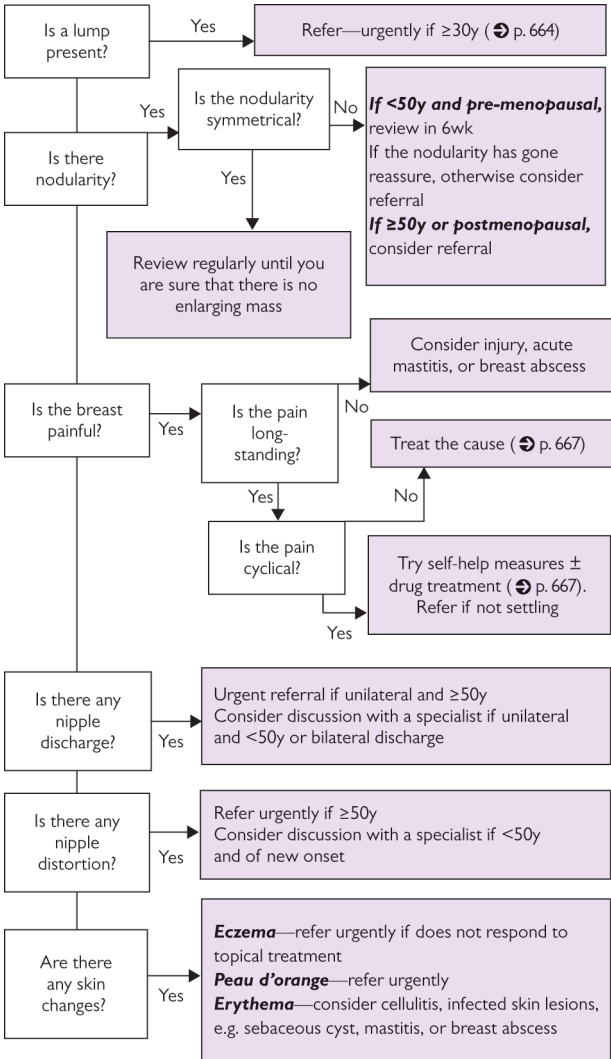 Is a lump
present?
Yes
Refer—urgently if ≥30y (➲ p. 664)
Is there
nodularity?
Yes
Is the nodularity
symmetrical?
No
If <50y and pre-menopausal,
review in 6wk
If the nodularity has gone
reassure, otherwise consider
referral
If ≥50y or postmenopausal,
consider referral
Yes
Review regularly until you
are sure that there is no
enlarging mass
Is the breast
painful?
Yes
Is the pain
long-
standing?
No
Consider injury, acute
mastitis, or breast abscess
Yes
Is the pain
cyclical?
No
Treat the cause (➲ p. 667)
Yes
Try self-help measures ±
drug treatment (➲ p. 667).
Refer if not settling
Is there any
nipple
discharge?
Yes
Urgent referral if unilateral and ≥50y
Consider discussion with a specialist if unilateral
and <50y or bilateral discharge
Is there any
nipple
distortion?
Yes
Refer urgently if ≥50y
Consider discussion with a specialist if <50y
and of new onset
Are there
any skin
changes?
Yes
Eczema—refer urgently if does not respond to
topical treatment
Peau d'orange—refer urgently
Erythema—consider cellulitis, infected skin lesions,
e.g. sebaceous cyst, mastitis, or breast abscess